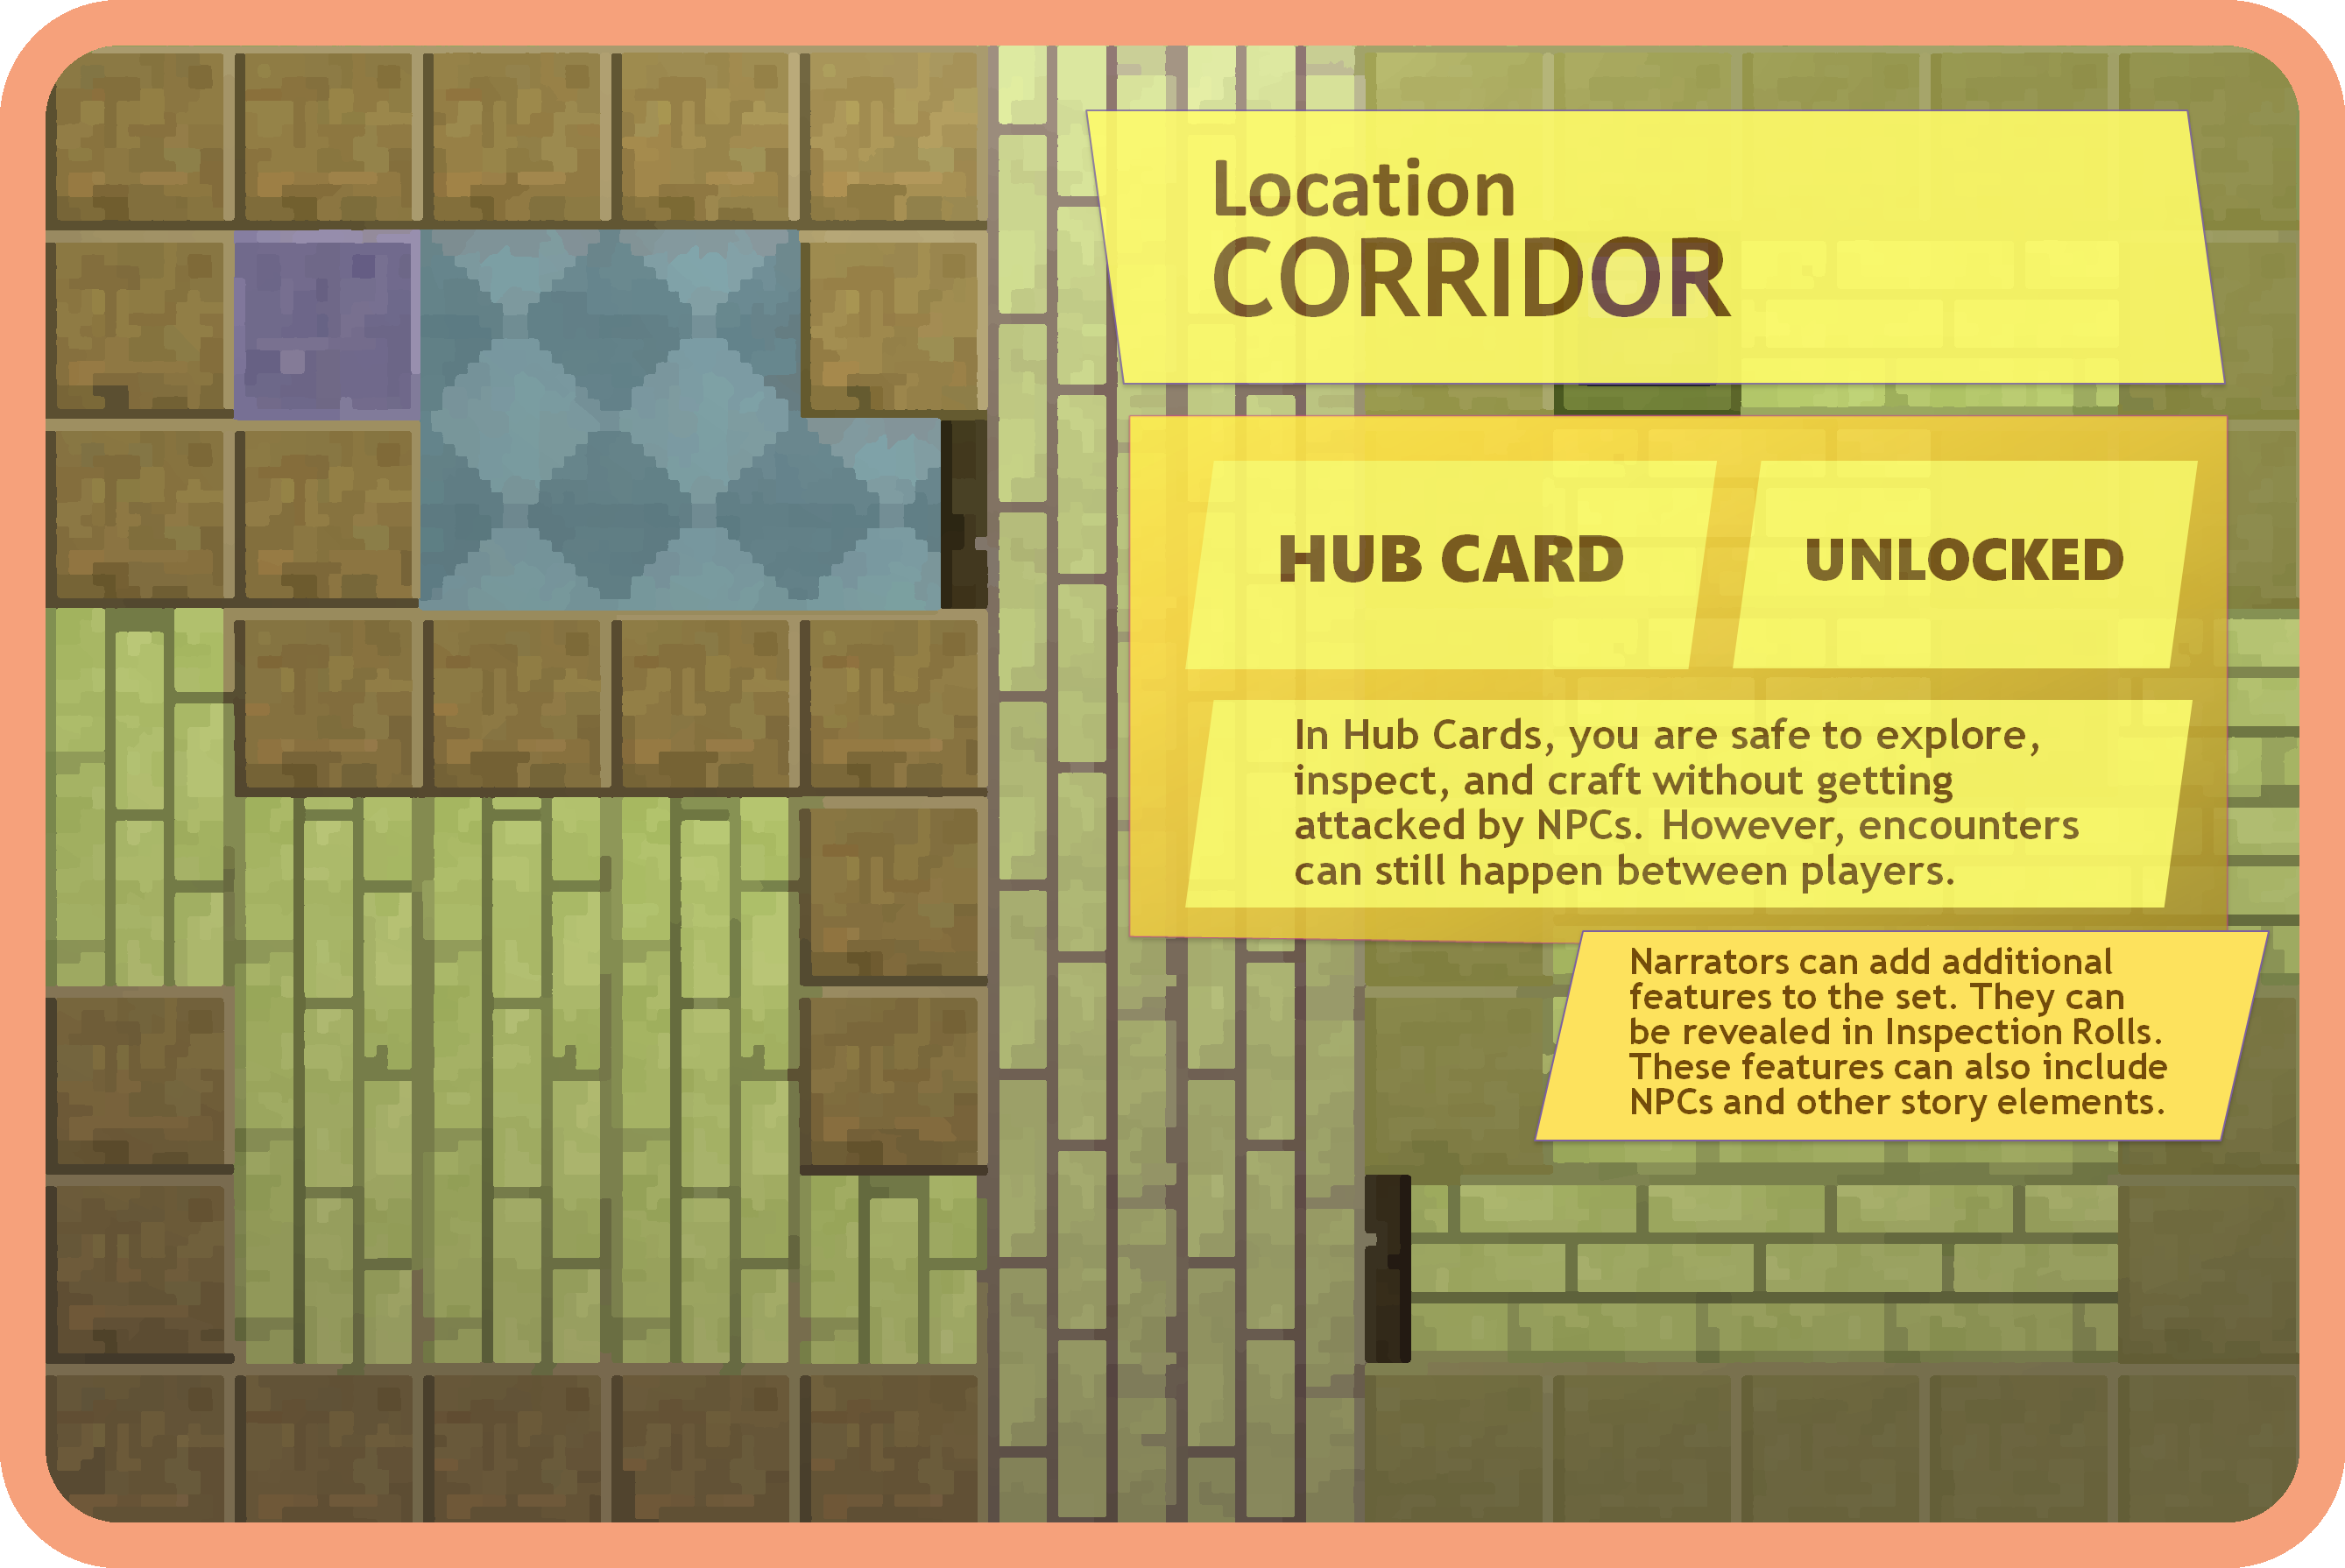 Location
CORRIDOR
HUB CARD
UNLOCKED
In Hub Cards, you are safe to explore,
inspect, and craft without getting
attacked by NPCs. However, encounters
can still happen between players.
Narrators can add additional
features to the set. They can
be revealed in Inspection Rolls.
These features can also include
NPCs and other story elements.